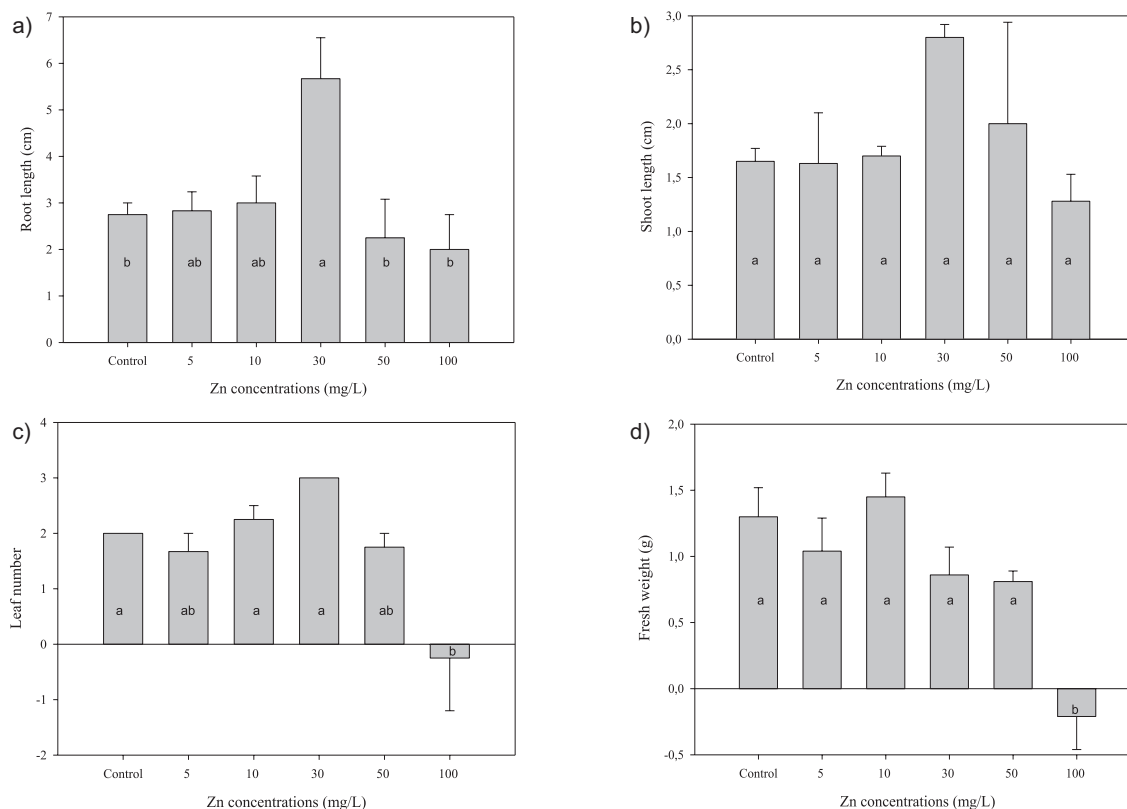 a)
Root length (cm)
7
6
5
4
3
2
1
0
b ab ab a b b
Control 5 10 30 50 100
Zn concentrations (mg/L)
b)
Shoot length (cm)
3,0
2,5
2,0
1,5
1,0
0,5
0,0
a a a a a a
Control 5 10 30 50 100
Zn concentrations (mg/L)
c)
Leaf number
4
3
2
1
0
-1
-2
a ab a a ab b
Control 5 10 30 50 100
Zn concentrations (mg/L)
d)
Fresh weight (g)
2,0
1,5
1,0
0,5
0,0
-0,5
a a a a a b
Control 5 10 30 50 100
Zn concentrations (mg/L)